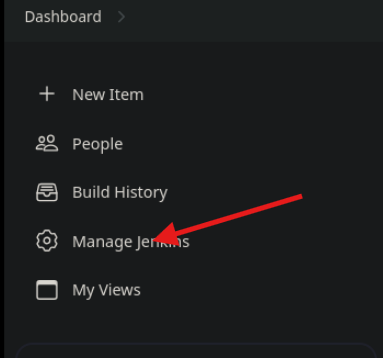 Dashboard
New Item
People
Build History
Manage Jenkins
My Views